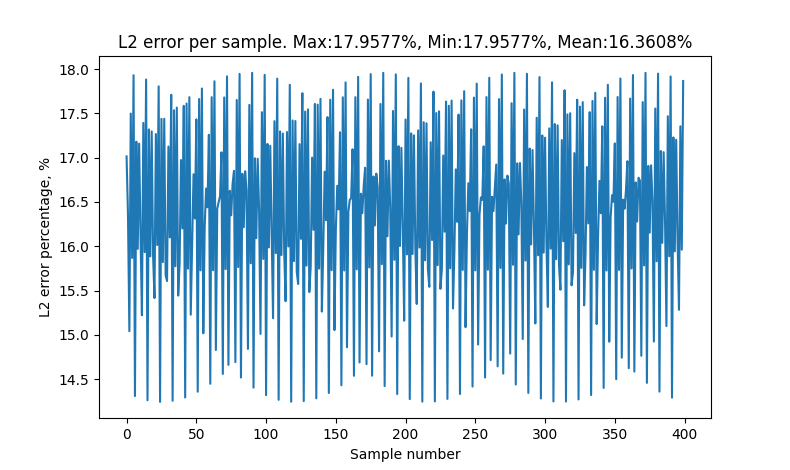 L2 error per sample. Max:17.9577%, Min:17.9577%, Mean:16.3608%
18.0
17.5
17.0
16.5
16.0
15.5
15.0
14.5
L2 error percentage, %
0 50 100 150 200 250 300 350 400
Sample number